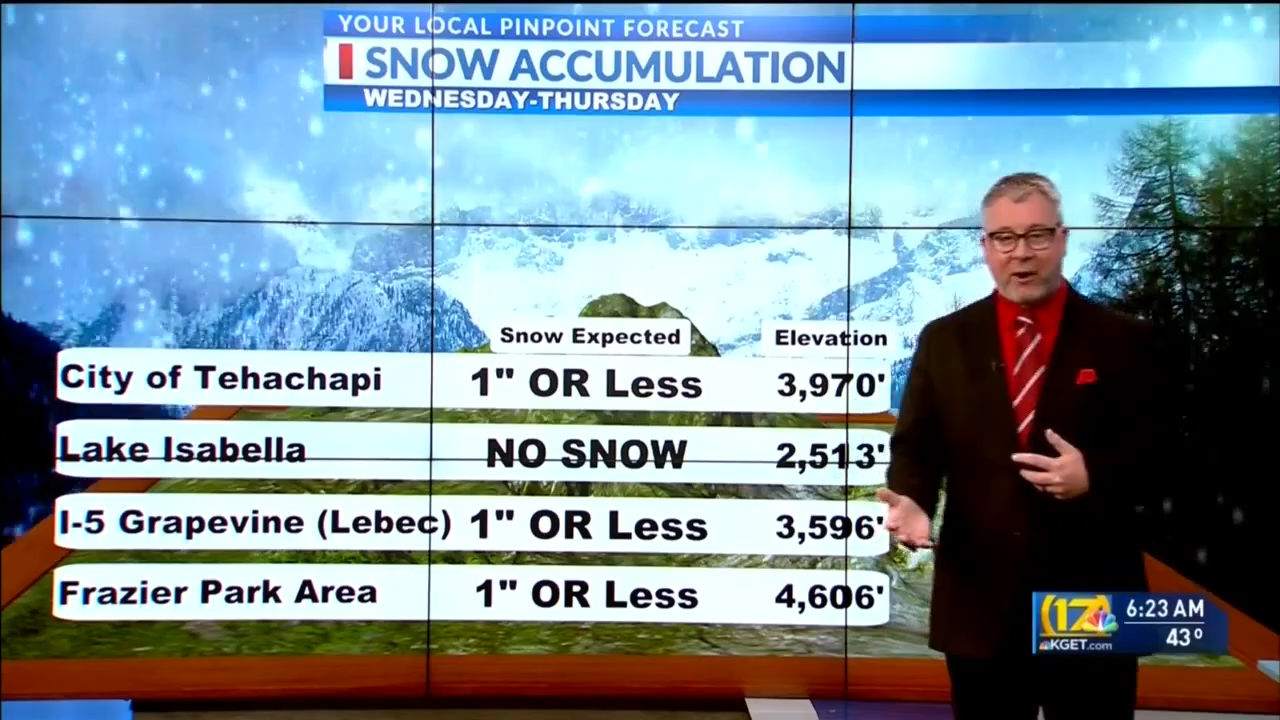 YOUR LOCAL PINPOINT FORECAST
SNOW ACCUMULATION
WEDNESDAY-THURSDAY
Snow Expected Elevation
City of Tehachapi 1" OR Less 3,970'
Lake Isabella NO SNOW 2,513'
I-5 Grapevine (Lebec) 1" OR Less 3,596'
Frazier Park Area 1" OR Less 4,606'
17 6:23 AM
KGET.com 43°